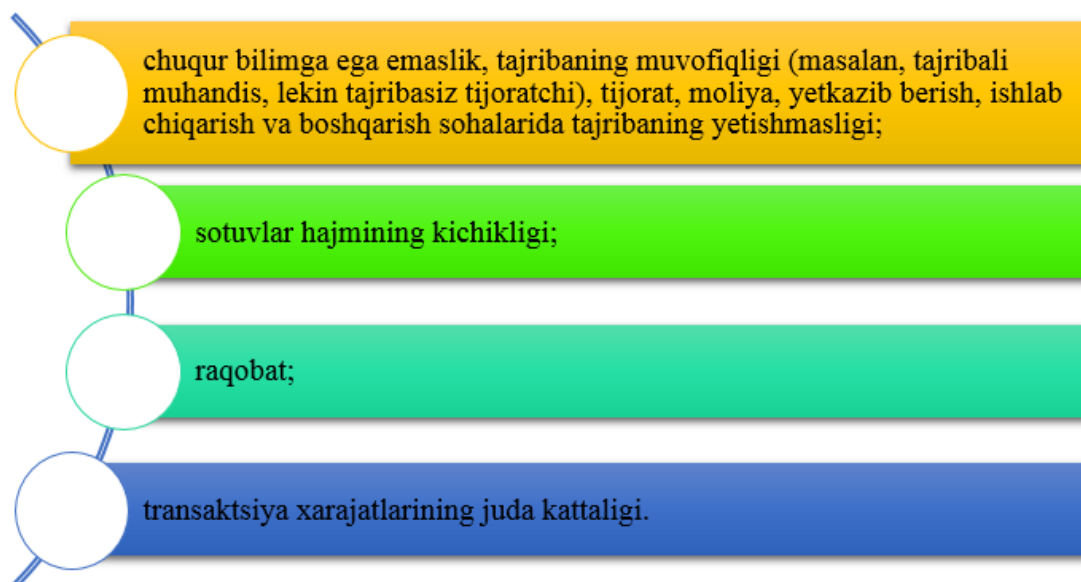 chuqur bilimga ega emaslik, tajribaning muvofiqligi (masalan, tajribali
muhandis, lekin tajribasiz tijoratchi), tijorat, moliya, yetkazib berish, ishlab
chiqarish va boshqarish sohalarida tajribaning yetishmasligi;
sotuvlar hajmining kichikligi;
raqobat;
transaktsiya xarajatlarining juda kattaligi.